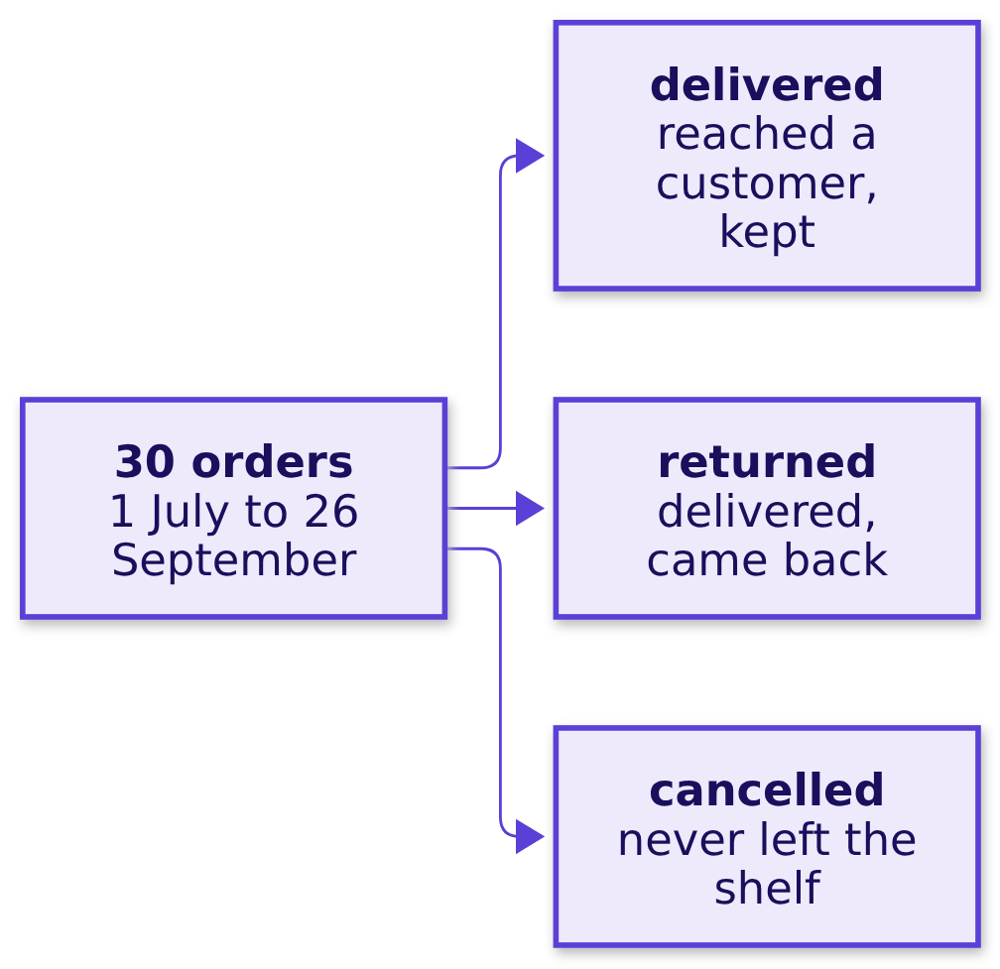 delivered
reached a
customer,
kept
30 orders
1 July to 26
September
returned
delivered,
came back
cancelled
never left the
shelf